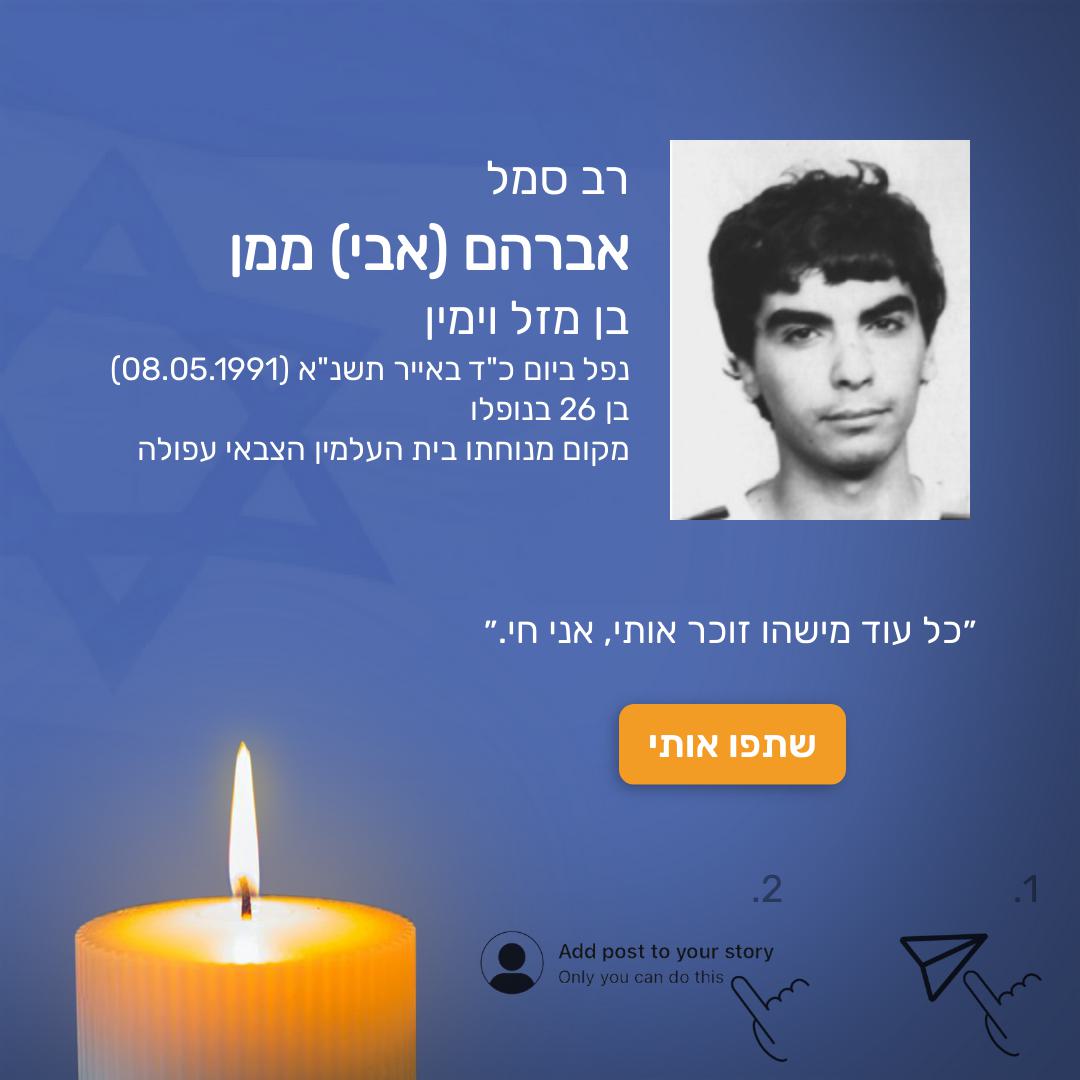 רב סמל
אברהם (אבי) ממן
בן מזל וימין
נפל ביום כ"ד באייר תשנ"א (08.05.1991)
בן 26 בנופלו
מקום מנוחתו בית העלמין הצבאי עפולה
״כל עוד מישהו זוכר אותי, אני חי.״
שתפו אותי
1.
2.
Add post to your story
Only you can do this